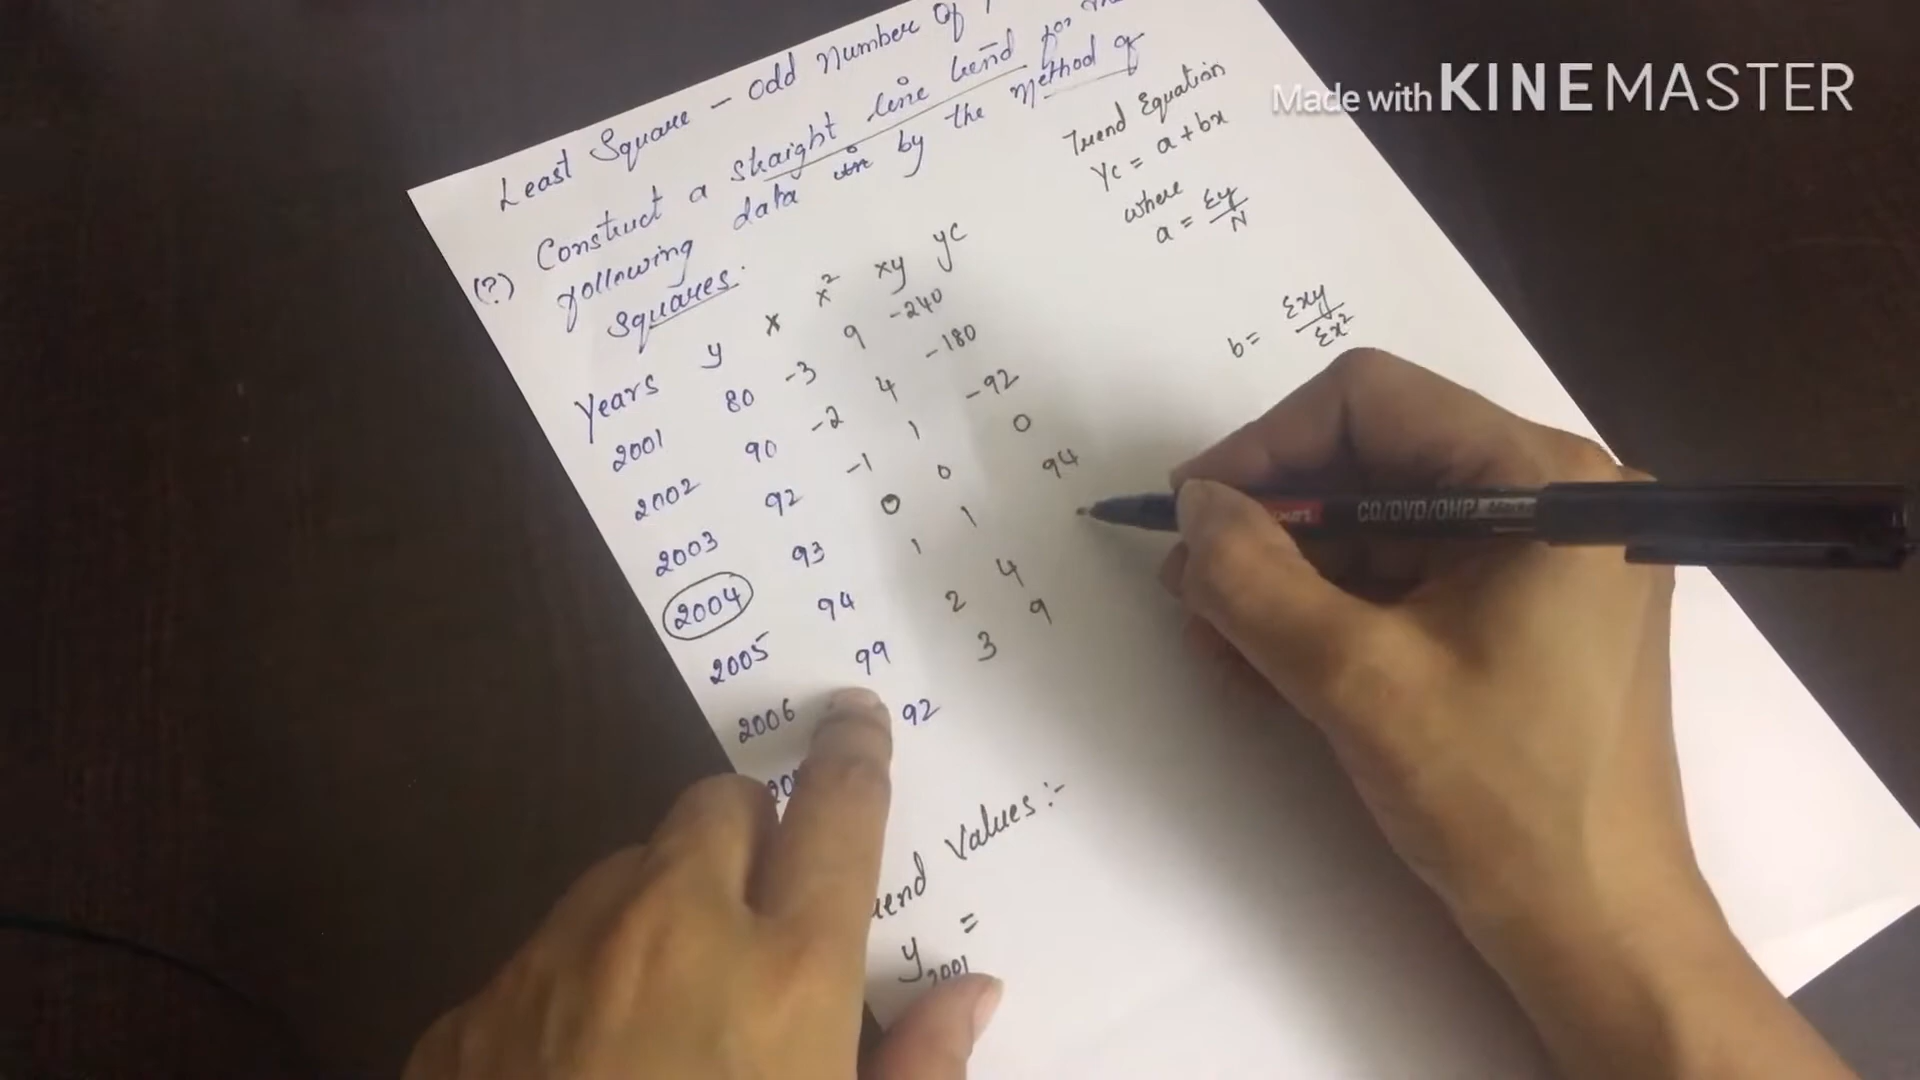 Made with KINEMASTER
Least Square - odd Number of
(?) Construct a straight line trend for the
following data by the Method of
Squares.
Trend Equation
Yc = a + bx
where
a = Σy/N
b = Σxy/Σx²
Years y x x² xy yc
2001 80 -3 9 -240
2002 90 -2 4 -180
2003 92 -1 1 -92
2004 93 0 0 0
2005 94 1 1 94
2006 99 2 4
92 3 9
Values :-
y2001 =
CD/DVD/OHP